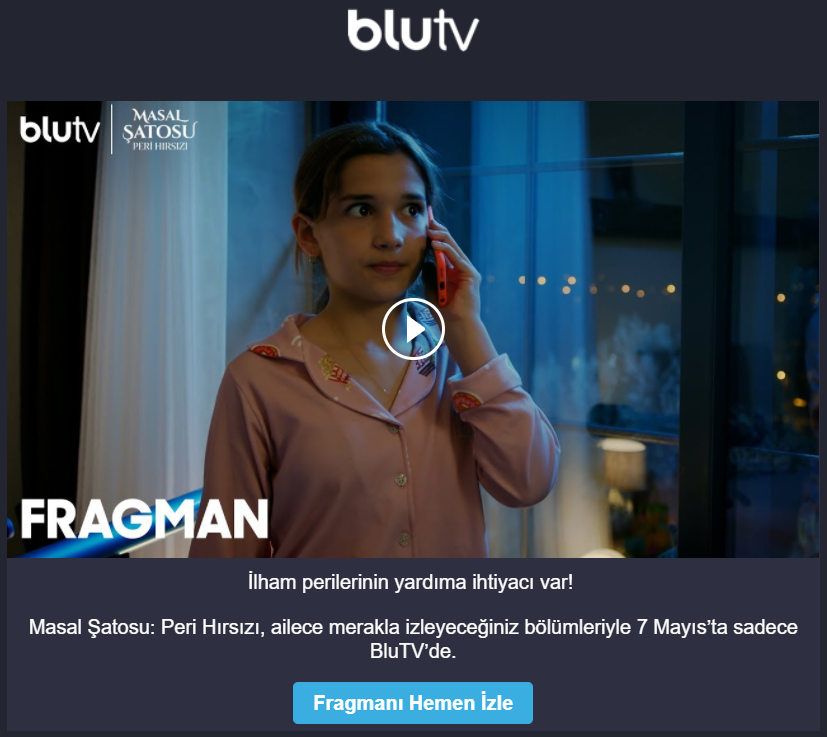 blutv
blutv
MASAL
ŞATOSU
PERİ HIRSIZI
FRAGMAN
İlham perilerinin yardıma ihtiyacı var!
Masal Şatosu: Peri Hırsızı, ailece merakla izleyeceğiniz bölümleriyle 7 Mayıs’ta sadece
BluTV’de.
Fragmanı Hemen İzle